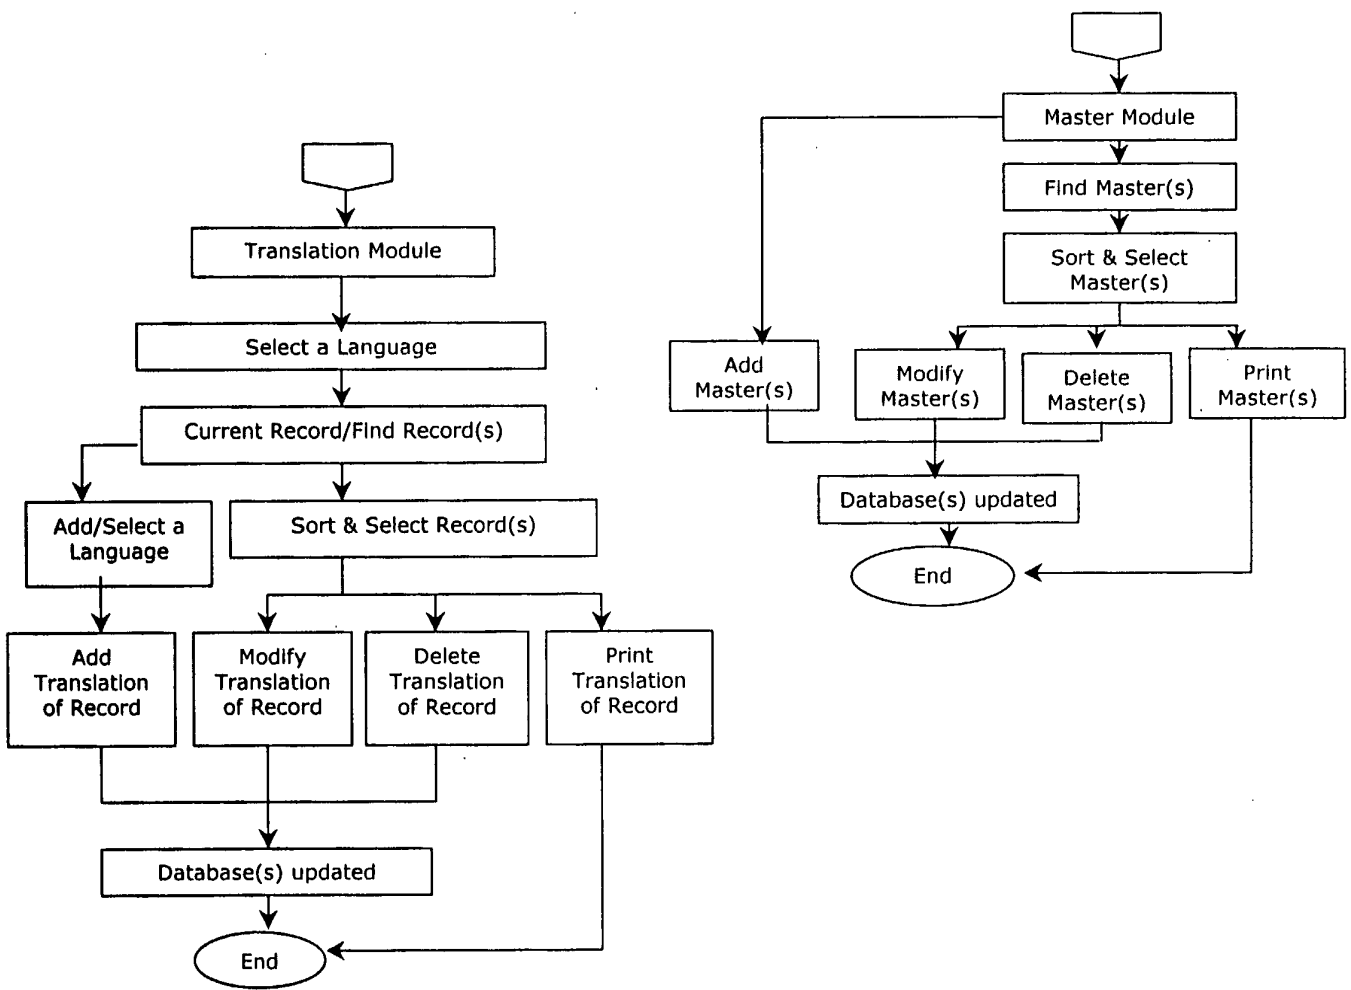 Translation Module
Select a Language
Current Record/Find Record(s)
Add/Select a
Language
Sort & Select Record(s)
Add
Translation
of Record
Modify
Translation
of Record
Delete
Translation
of Record
Print
Translation
of Record
Database(s) updated
End
Master Module
Find Master(s)
Sort & Select
Master(s)
Add
Master(s)
Modify
Master(s)
Delete
Master(s)
Print
Master(s)
Database(s) updated
End